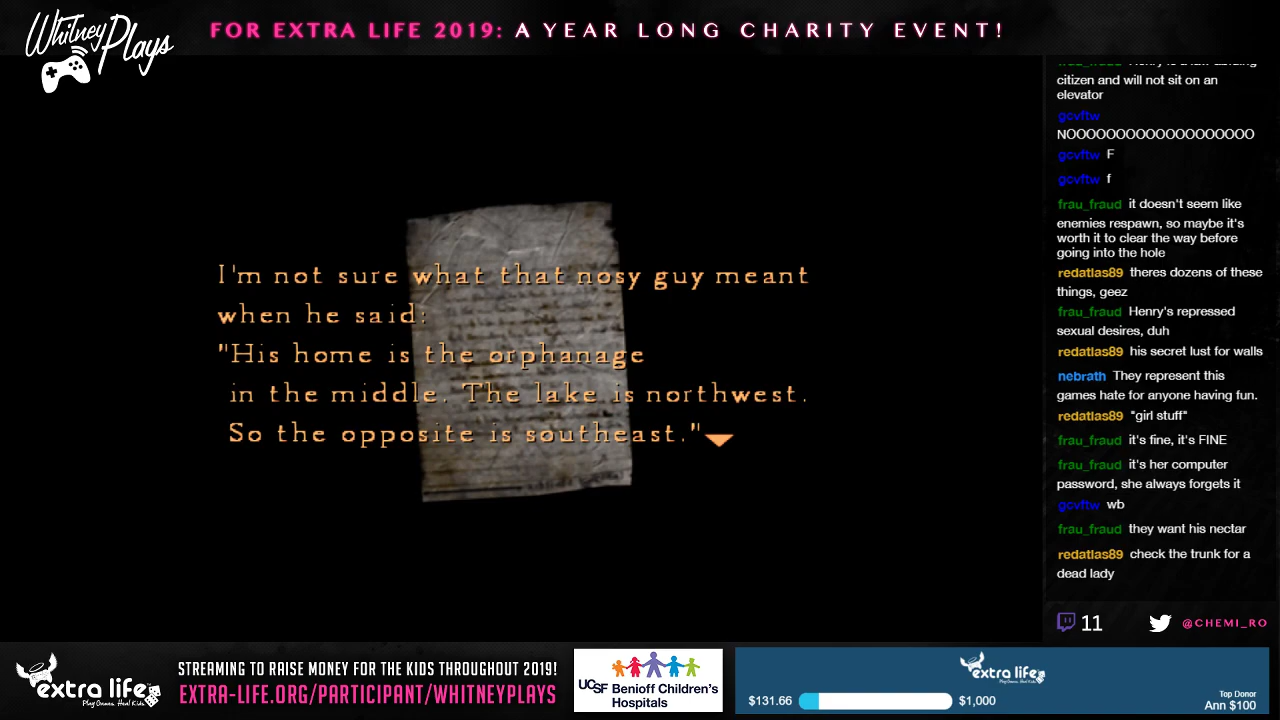 Whitney Plays
FOR EXTRA LIFE 2019: A YEAR LONG CHARITY EVENT!
I'm not sure what that nosy guy meant
when he said:
"His home is the orphanage
in the middle. The lake is northwest.
So the opposite is southeast."
citizen and will not sit on an
elevator
gcvftw
NOOOOOOOOOOOOOOOOOOO
gcvftw F
gcvftw f
frau_fraud it doesn't seem like
enemies respawn, so maybe it's
worth it to clear the way before
going into the hole
redatlas89 theres dozens of these
things, geez
frau_fraud Henry's repressed
sexual desires, duh
redatlas89 his secret lust for walls
nebrath They represent this
games hate for anyone having fun.
redatlas89 "girl stuff"
frau_fraud it's fine, it's FINE
frau_fraud it's her computer
password, she always forgets it
gcvftw wb
frau_fraud they want his nectar
redatlas89 check the trunk for a
dead lady
11
@CHEMI_RO
extra life
Play Games. Heal Kids.
STREAMING TO RAISE MONEY FOR THE KIDS THROUGHOUT 2019!
EXTRA-LIFE.ORG/PARTICIPANT/WHITNEYPLAYS
UCSF Benioff Children's
Hospitals
extra life
Play Games. Heal Kids.
$131.66
$1,000
Top Donor
Ann $100